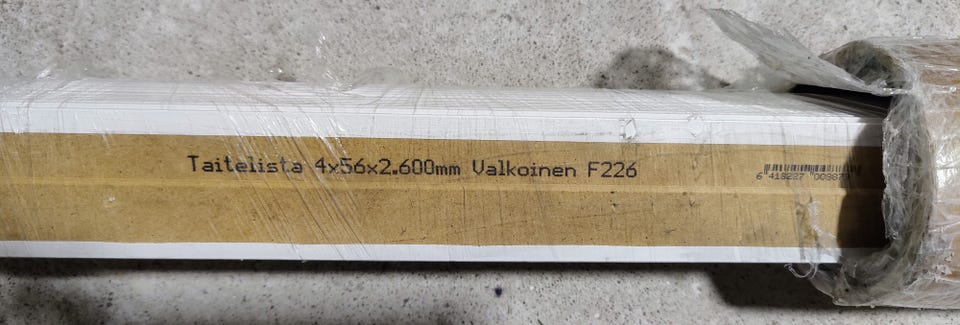 Taitelista 4x56x2.600mm Valkoinen F226